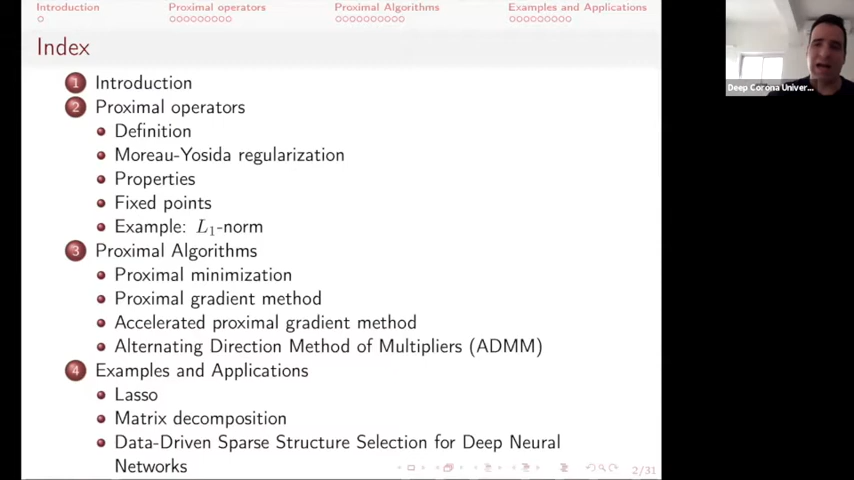 Introduction Proximal operators Proximal Algorithms Examples and Applications
Index
1 Introduction
2 Proximal operators
Definition
Moreau-Yosida regularization
Properties
Fixed points
Example: L₁-norm
3 Proximal Algorithms
Proximal minimization
Proximal gradient method
Accelerated proximal gradient method
Alternating Direction Method of Multipliers (ADMM)
4 Examples and Applications
Lasso
Matrix decomposition
Data-Driven Sparse Structure Selection for Deep Neural
Networks
2/31
Deep Corona Univer...